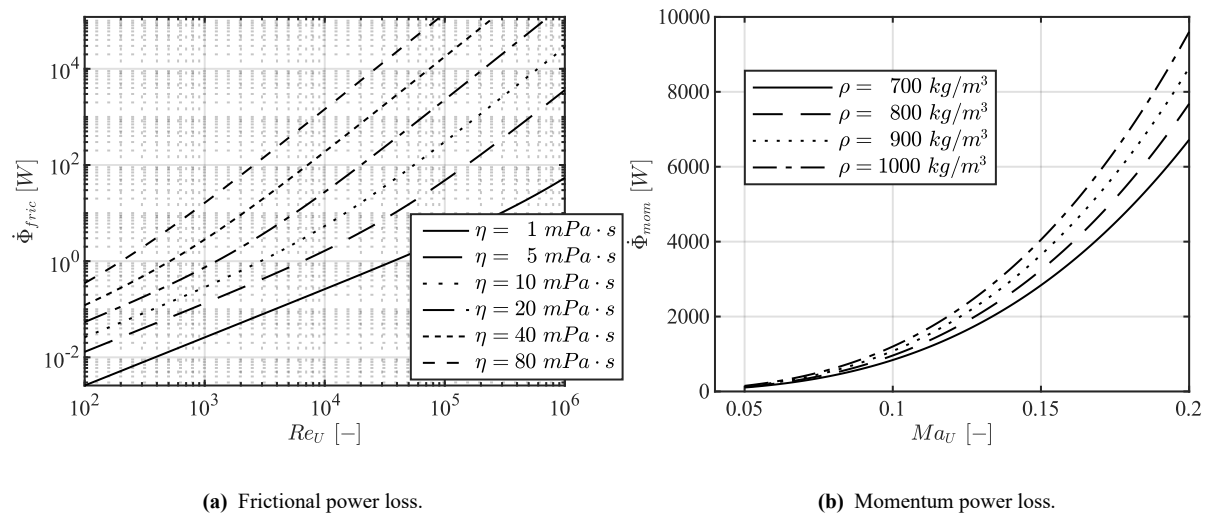 10^4
10^2
10^0
10^-2
Φ̇_fric [W]
η = 1 mPa · s
η = 5 mPa · s
η = 10 mPa · s
η = 20 mPa · s
η = 40 mPa · s
η = 80 mPa · s
10^2 10^3 10^4 10^5 10^6
Re_U [−]
(a) Frictional power loss.
10000
8000
6000
4000
2000
0
Φ̇_mom [W]
ρ = 700 kg/m^3
ρ = 800 kg/m^3
ρ = 900 kg/m^3
ρ = 1000 kg/m^3
0.05 0.1 0.15 0.2
Ma_U [−]
(b) Momentum power loss.